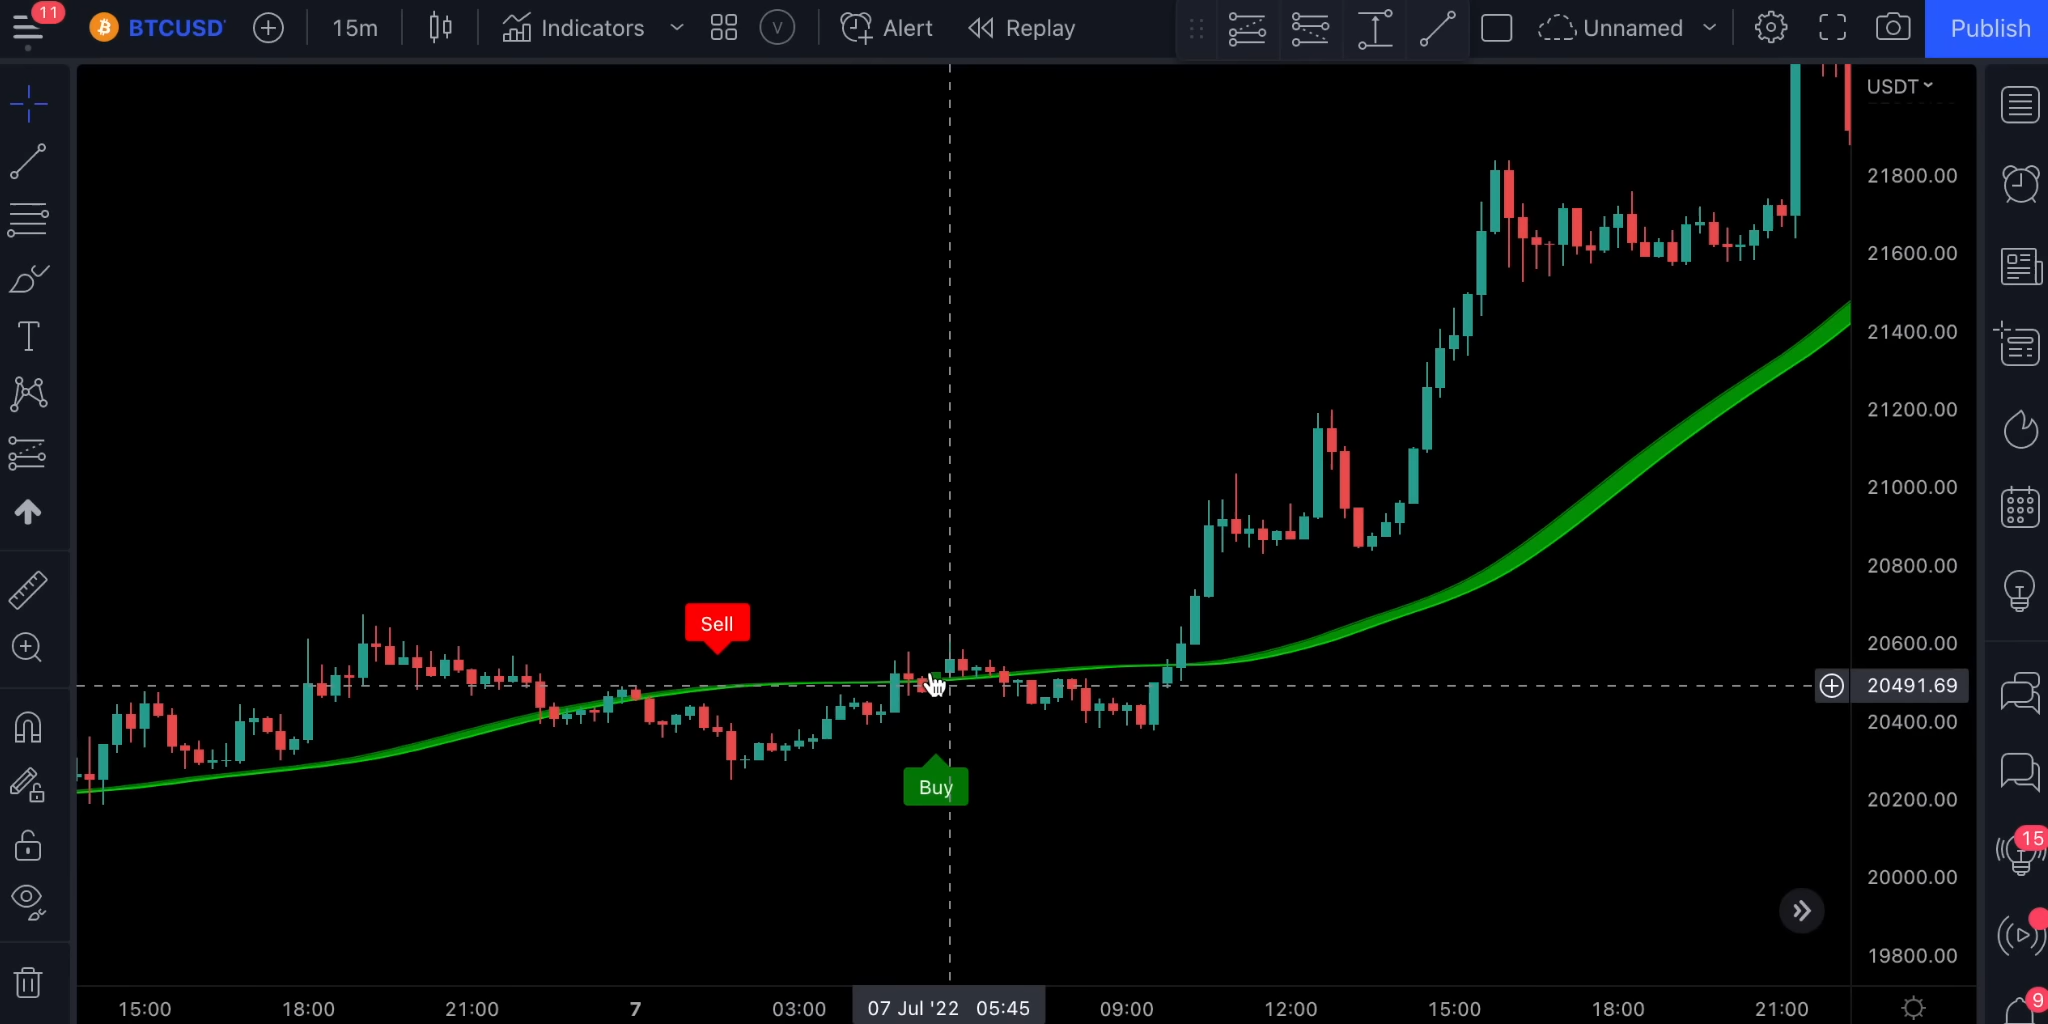 11
BTCUSD
15m
Indicators
V
Alert
Replay
Unnamed
Publish
USDT
21800.00
21600.00
21400.00
21200.00
21000.00
20800.00
20600.00
20491.69
20400.00
20200.00
20000.00
19800.00
Sell
Buy
15
9
15:00
18:00
21:00
7
03:00
07 Jul '22 05:45
09:00
12:00
15:00
18:00
21:00